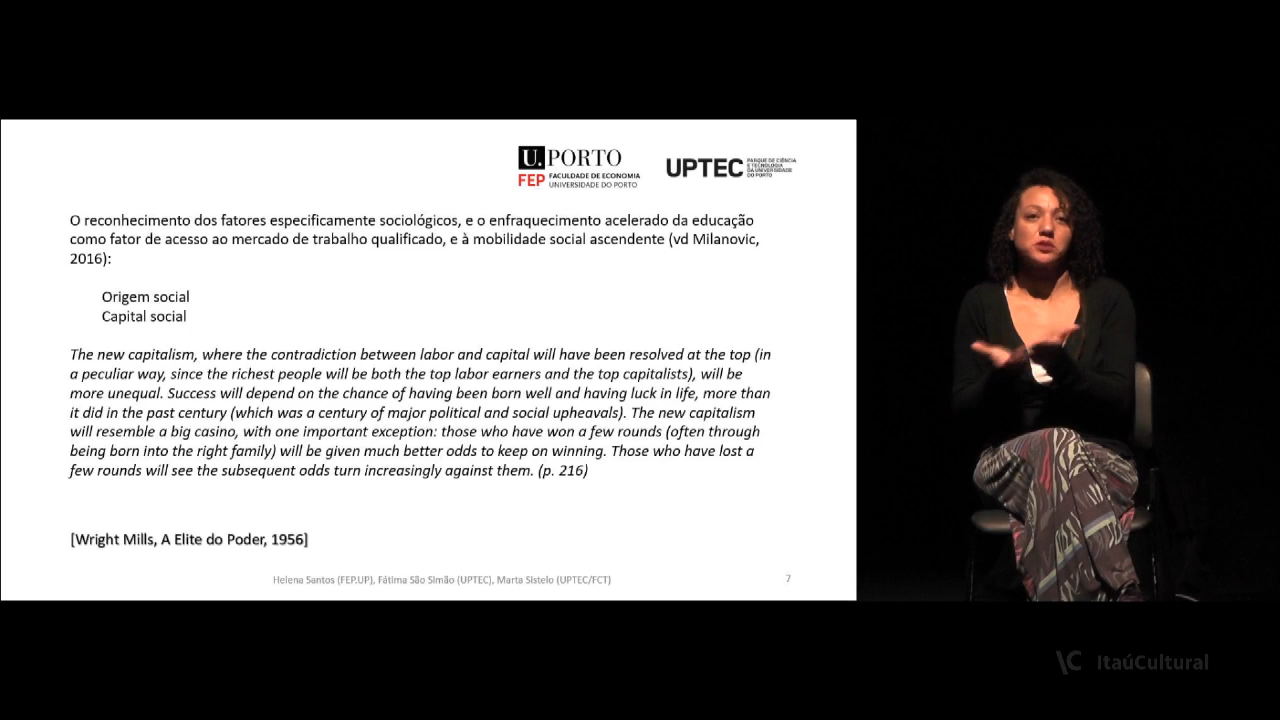 U. PORTO
FEP FACULDADE DE ECONOMIA
UNIVERSIDADE DO PORTO
UPTEC
PARQUE DE CIÊNCIA
E TECNOLOGIA
DA UNIVERSIDADE
DO PORTO
O reconhecimento dos fatores especificamente sociológicos, e o enfraquecimento acelerado da educação
como fator de acesso ao mercado de trabalho qualificado, e à mobilidade social ascendente (vd Milanovic,
2016):
Origem social
Capital social
The new capitalism, where the contradiction between labor and capital will have been resolved at the top (in
a peculiar way, since the richest people will be both the top labor earners and the top capitalists), will be
more unequal. Success will depend on the chance of having been born well and having luck in life, more than
it did in the past century (which was a century of major political and social upheavals). The new capitalism
will resemble a big casino, with one important exception: those who have won a few rounds (often through
being born into the right family) will be given much better odds to keep on winning. Those who have lost a
few rounds will see the subsequent odds turn increasingly against them. (p. 216)
[Wright Mills, A Elite do Poder, 1956]
Helena Santos (FEP.UP), Fátima São Simão (UPTEC), Marta Sistelo (UPTEC/FCT)
7
ItaúCultural